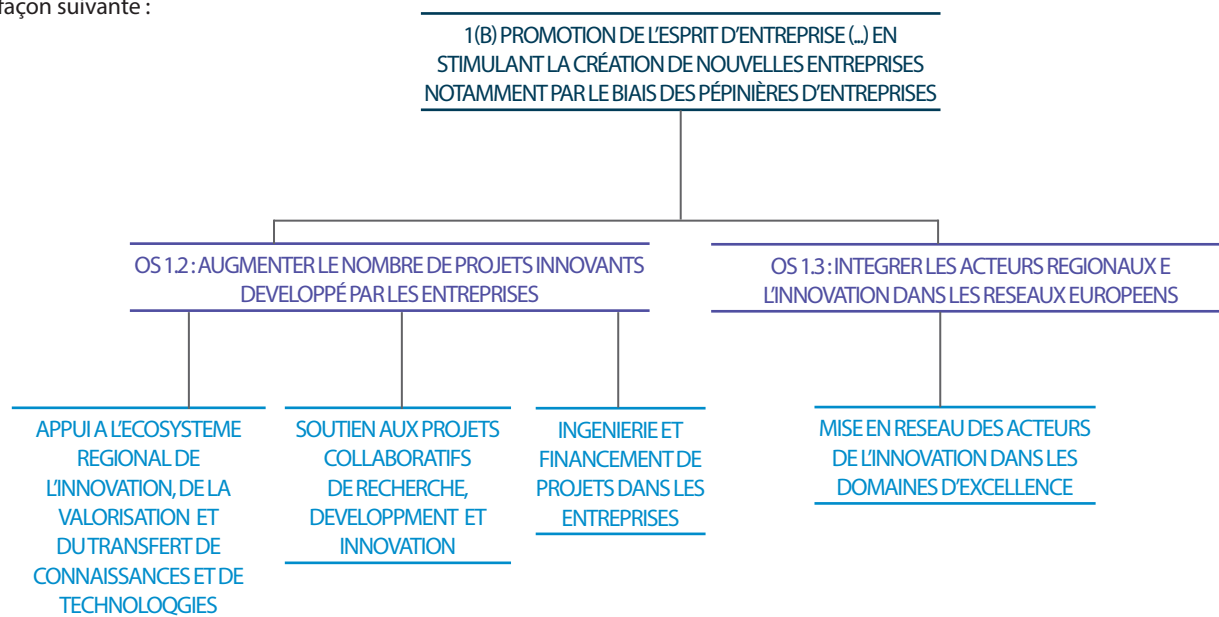 façon suivante :
1(B) PROMOTION DE L'ESPRIT D'ENTREPRISE (...) EN
STIMULANT LA CRÉATION DE NOUVELLES ENTREPRISES
NOTAMMENT PAR LE BIAIS DES PÉPINIÈRES D'ENTREPRISES
OS 1.2 : AUGMENTER LE NOMBRE DE PROJETS INNOVANTS
DEVELOPPÉ PAR LES ENTREPRISES
OS 1.3 : INTEGRER LES ACTEURS REGIONAUX E
L'INNOVATION DANS LES RESEAUX EUROPEENS
APPUI A L'ECOSYSTEME
REGIONAL DE
L'INNOVATION, DE LA
VALORISATION ET
DU TRANSFERT DE
CONNAISSANCES ET DE
TECHNOLOQGIES
SOUTIEN AUX PROJETS
COLLABORATIFS
DE RECHERCHE,
DEVELOPPMENT ET
INNOVATION
INGENIERIE ET
FINANCEMENT DE
PROJETS DANS LES
ENTREPRISES
MISE EN RESEAU DES ACTEURS
DE L'INNOVATION DANS LES
DOMAINES D'EXCELLENCE